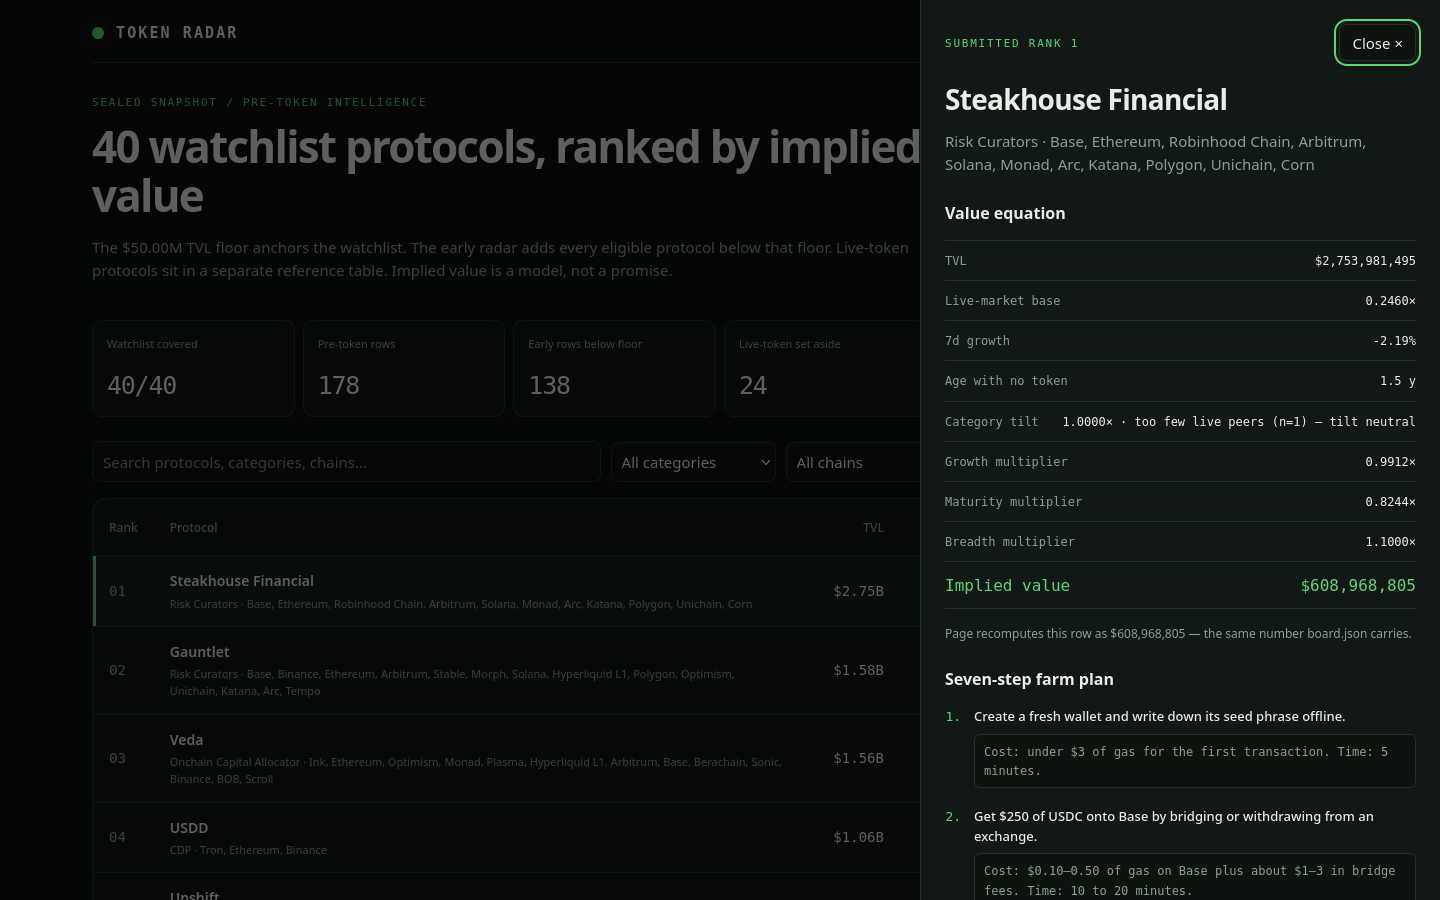 TOKEN RADAR
SEALED SNAPSHOT / PRE-TOKEN INTELLIGENCE
40 watchlist protocols, ranked by implied
value
The $50.00M TVL floor anchors the watchlist. The early radar adds every eligible protocol below that floor. Live-token
protocols sit in a separate reference table. Implied value is a model, not a promise.
Watchlist covered
40/40
Pre-token rows
178
Early rows below floor
138
Live-token set aside
24
Search protocols, categories, chains...
All categories
All chains
Rank Protocol TVL
01 Steakhouse Financial $2.75B
Risk Curators · Base, Ethereum, Robinhood Chain, Arbitrum, Solana, Monad, Arc, Katana, Polygon, Unichain, Corn
02 Gauntlet $1.58B
Risk Curators · Base, Binance, Ethereum, Arbitrum, Stable, Morph, Solana, Hyperliquid L1, Polygon, Optimism,
Unichain, Katana, Arc, Tempo
03 Veda $1.56B
Onchain Capital Allocator · Ink, Ethereum, Optimism, Monad, Plasma, Hyperliquid L1, Arbitrum, Base, Berachain, Sonic,
Binance, BOB, Scroll
04 USDD $1.06B
CDP · Tron, Ethereum, Binance
Upshift
SUBMITTED RANK 1
Close ×
Steakhouse Financial
Risk Curators · Base, Ethereum, Robinhood Chain, Arbitrum,
Solana, Monad, Arc, Katana, Polygon, Unichain, Corn
Value equation
TVL $2,753,981,495
Live-market base 0.2460×
7d growth -2.19%
Age with no token 1.5 y
Category tilt 1.0000× · too few live peers (n=1) — tilt neutral
Growth multiplier 0.9912×
Maturity multiplier 0.8244×
Breadth multiplier 1.1000×
Implied value $608,968,805
Page recomputes this row as $608,968,805 — the same number board.json carries.
Seven-step farm plan
1. Create a fresh wallet and write down its seed phrase offline.
Cost: under $3 of gas for the first transaction. Time: 5
minutes.
2. Get $250 of USDC onto Base by bridging or withdrawing from an
exchange.
Cost: $0.10–0.50 of gas on Base plus about $1–3 in bridge
fees. Time: 10 to 20 minutes.